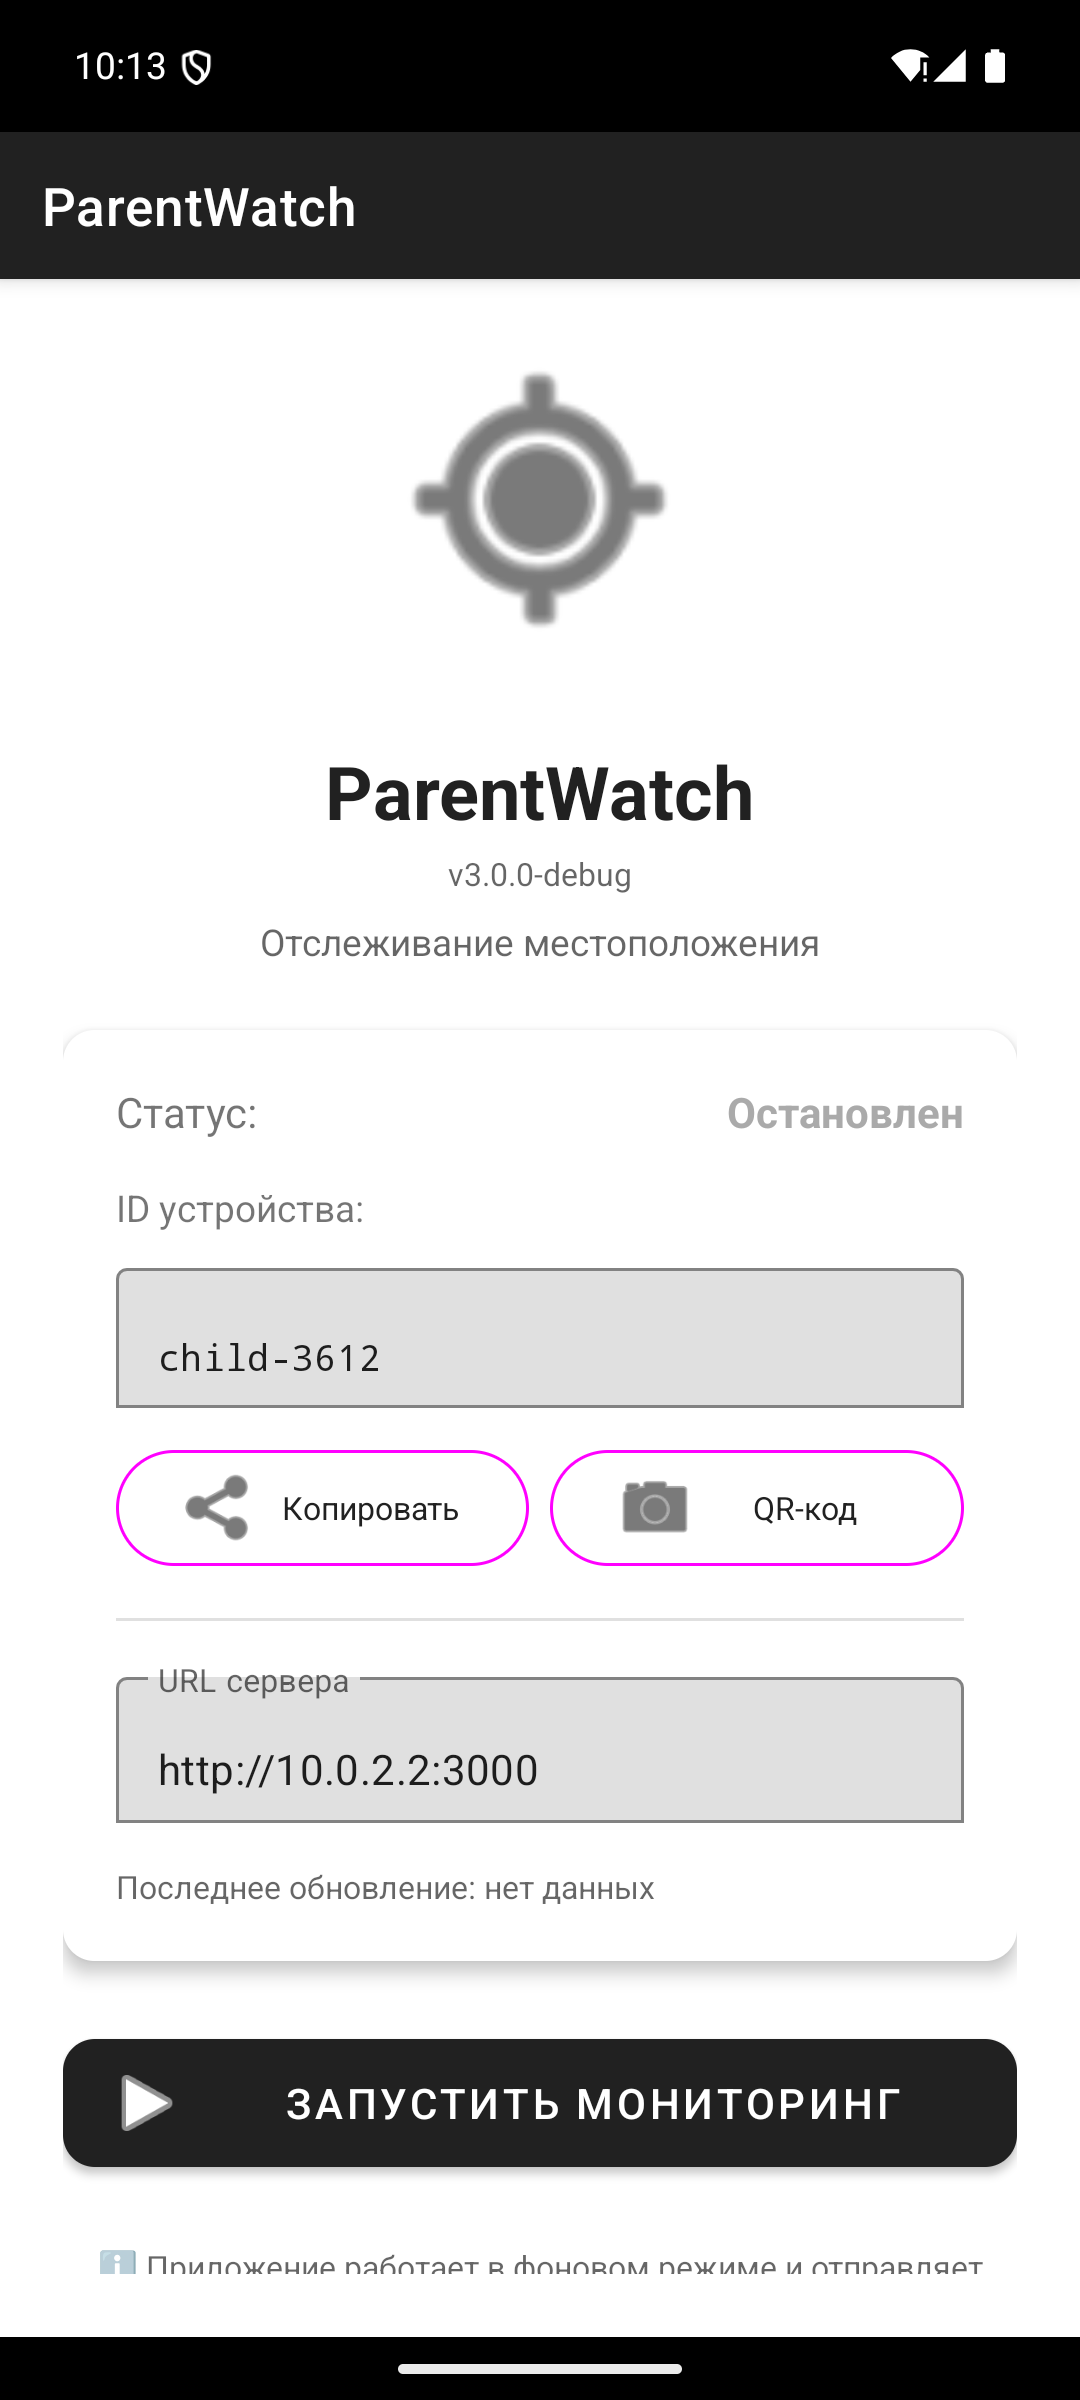 10:13
ParentWatch
ParentWatch
v3.0.0-debug
Отслеживание местоположения
Статус:
Остановлен
ID устройства:
child-3612
Копировать
QR-код
URL сервера
http://10.0.2.2:3000
Последнее обновление: нет данных
ЗАПУСТИТЬ МОНИТОРИНГ
ℹ️ Приложение работает в фоновом режиме и отправляет